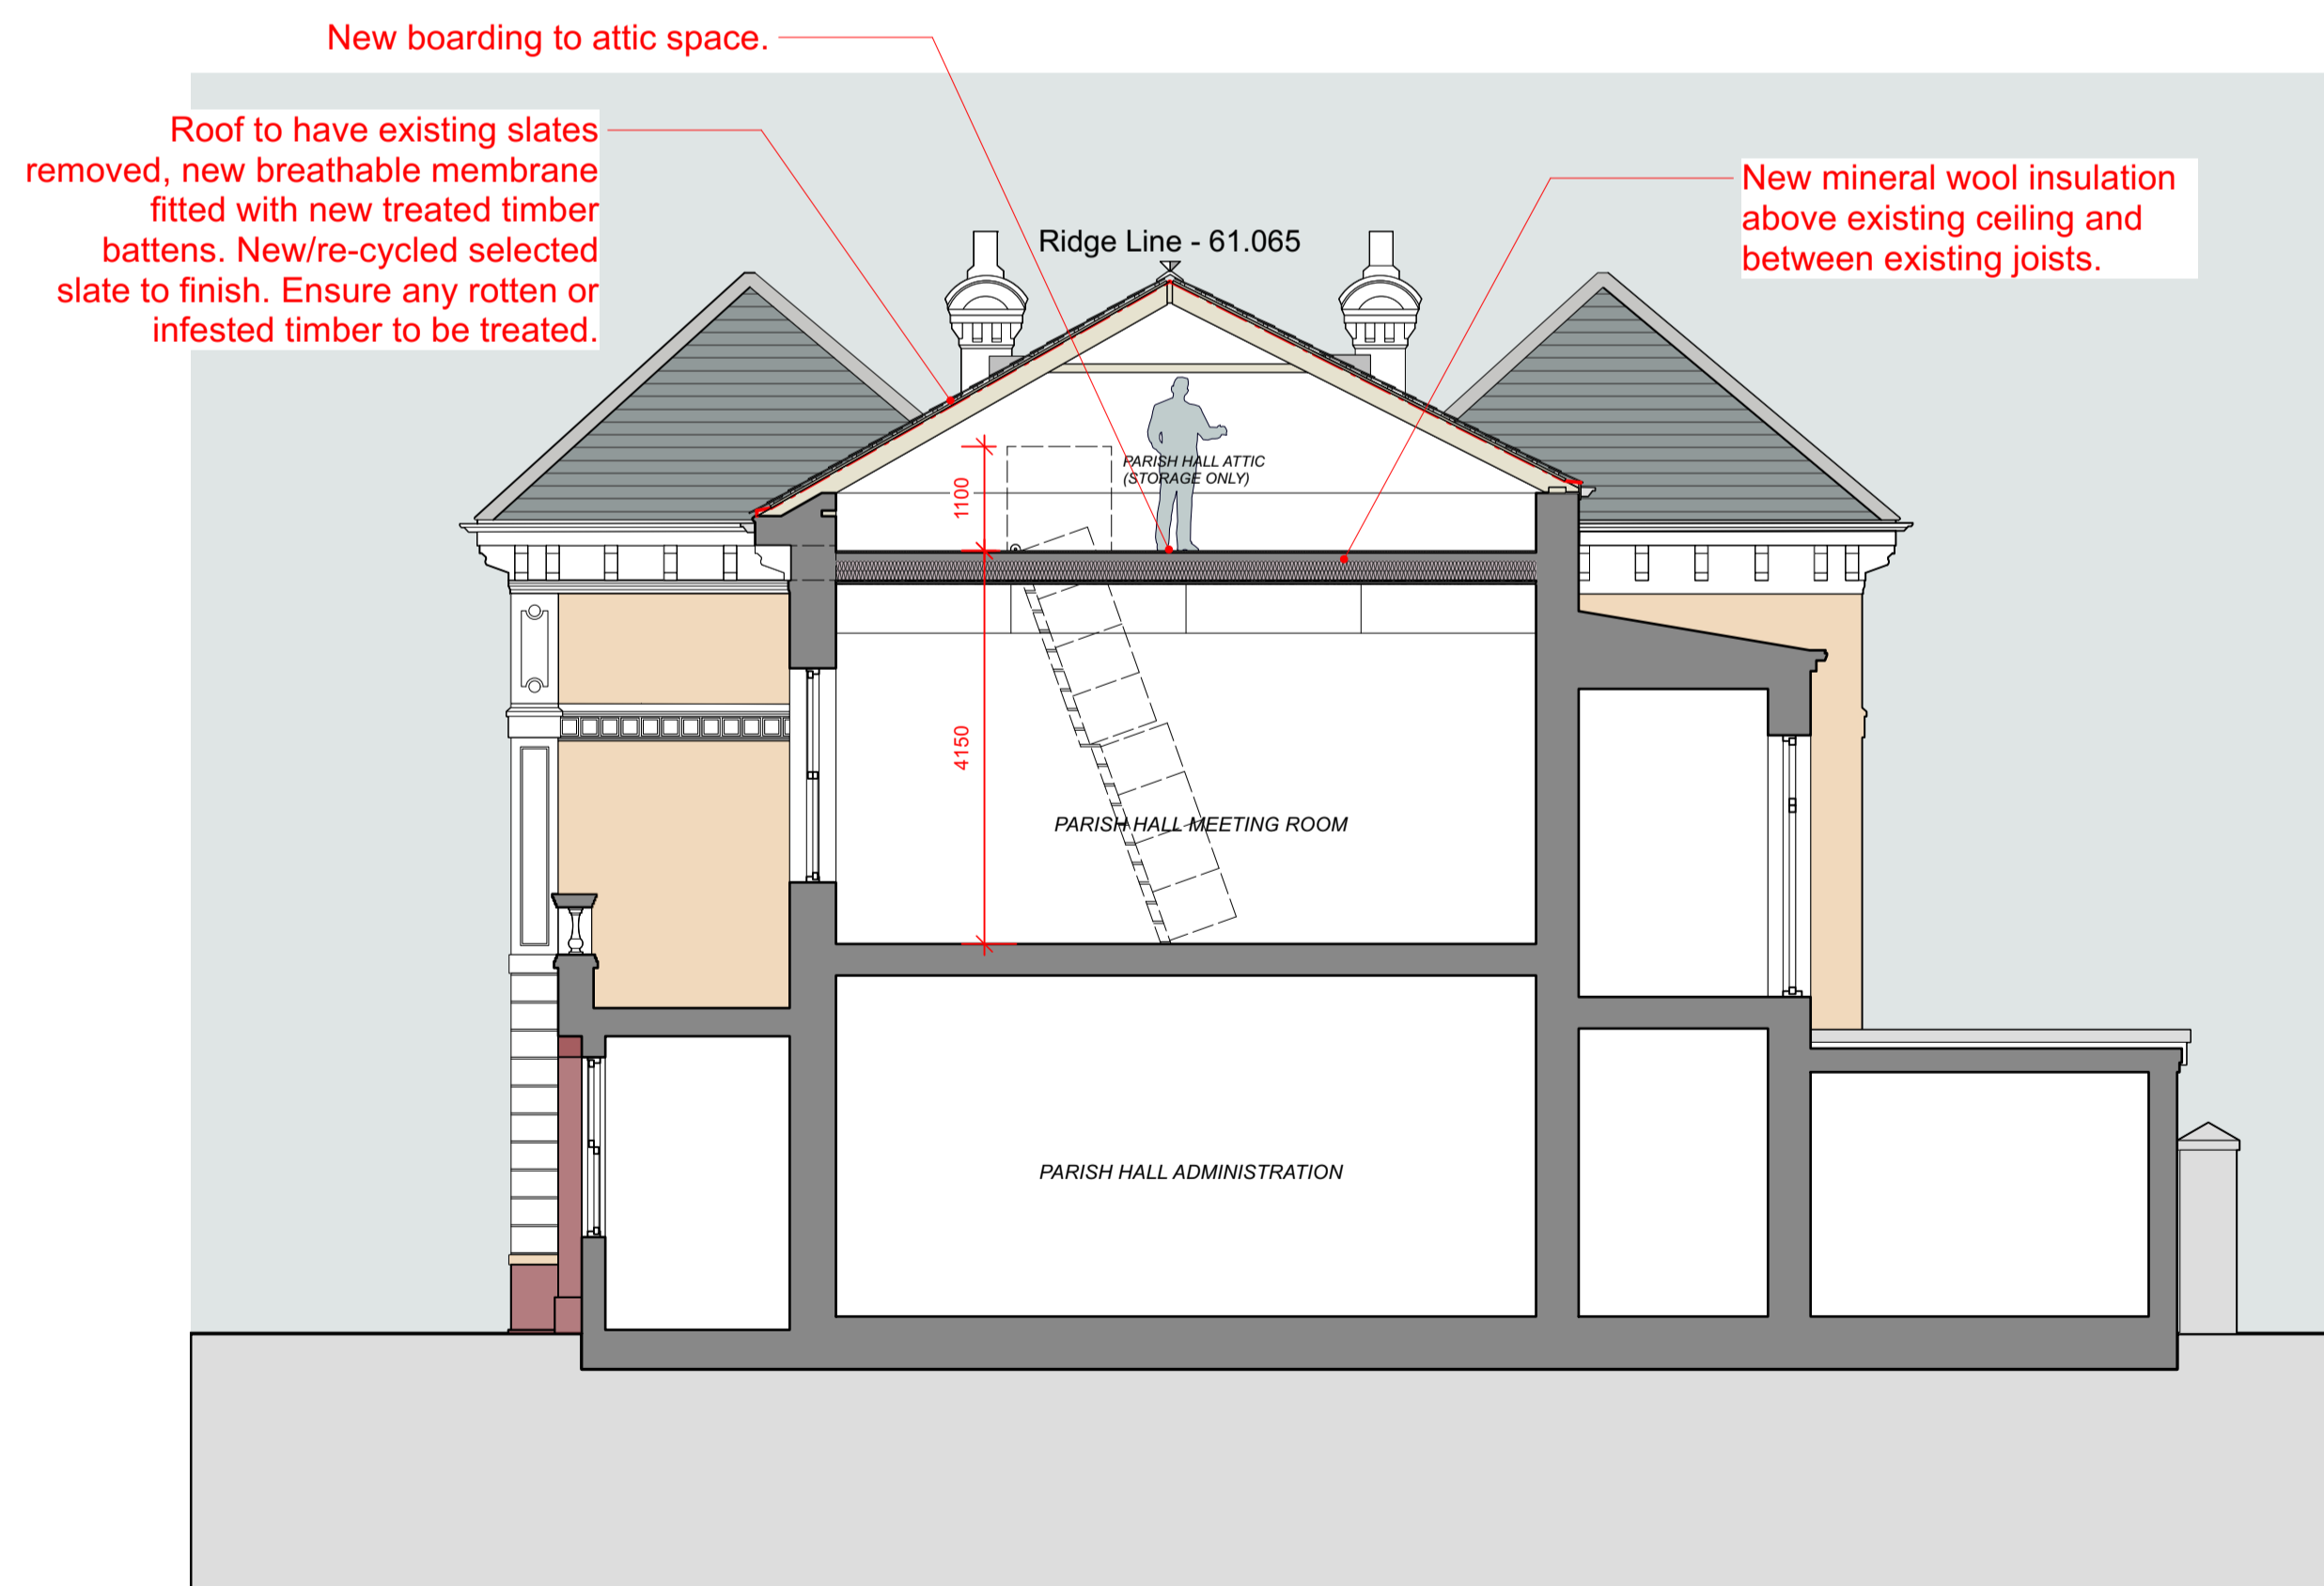 New boarding to attic space.
Roof to have existing slates
removed, new breathable membrane
fitted with new treated timber
battens. New/re-cycled selected
slate to finish. Ensure any rotten or
infested timber to be treated.
New mineral wool insulation
above existing ceiling and
between existing joists.
Ridge Line - 61.065
PARISH HALL ATTIC
(STORAGE ONLY)
1100
4150
PARISH HALL MEETING ROOM
PARISH HALL ADMINISTRATION